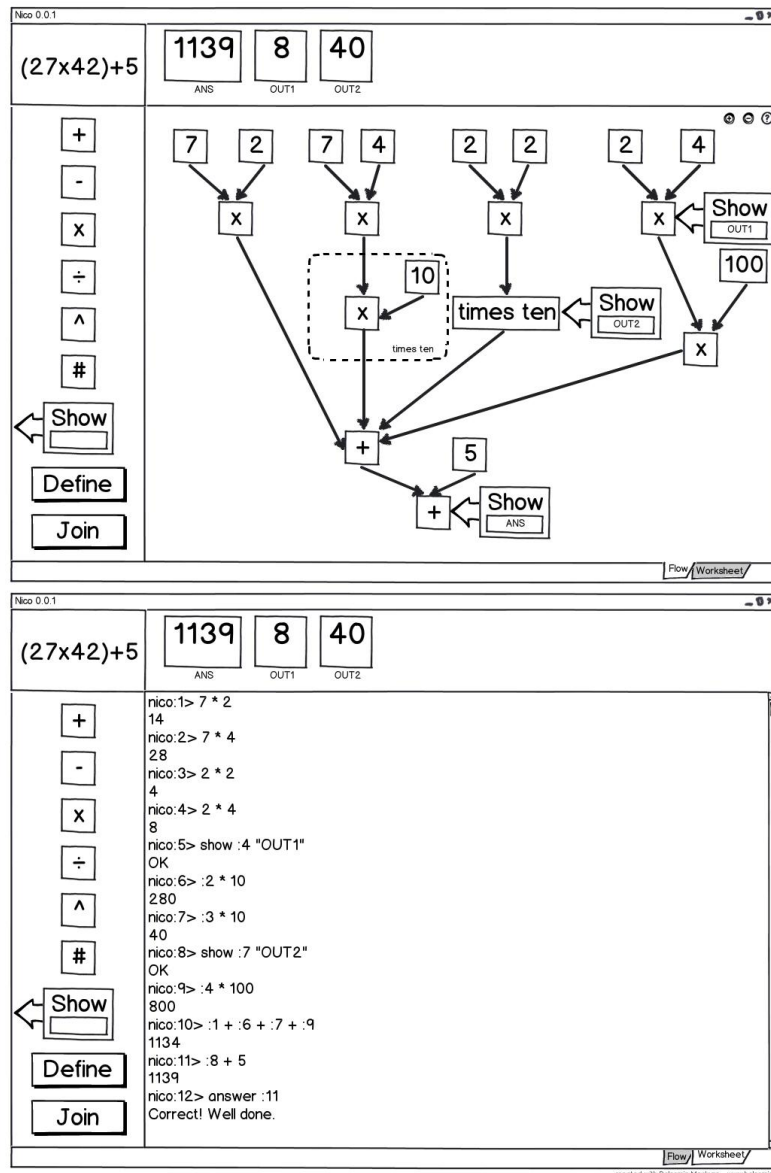 Nico 0.0.1
(27x42)+5
1139 8 40
ANS OUT1 OUT2
+
-
x
÷
^
#
Show
Define
Join
7 2 7 4 2 2 2 4
x x x x
Show
OUT1
100
10
x
times ten
times ten
Show
OUT2
x
+
5
+
Show
ANS
Flow Worksheet
Nico 0.0.1
(27x42)+5
1139 8 40
ANS OUT1 OUT2
+
-
x
÷
^
#
Show
Define
Join
nico:1> 7 * 2
14
nico:2> 7 * 4
28
nico:3> 2 * 2
4
nico:4> 2 * 4
8
nico:5> show :4 "OUT1"
OK
nico:6> :2 * 10
280
nico:7> :3 * 10
40
nico:8> show :7 "OUT2"
OK
nico:9> :4 * 100
800
nico:10> :1 + :6 + :7 + :9
1134
nico:11> :8 + 5
1139
nico:12> answer :11
Correct! Well done.
Flow Worksheet